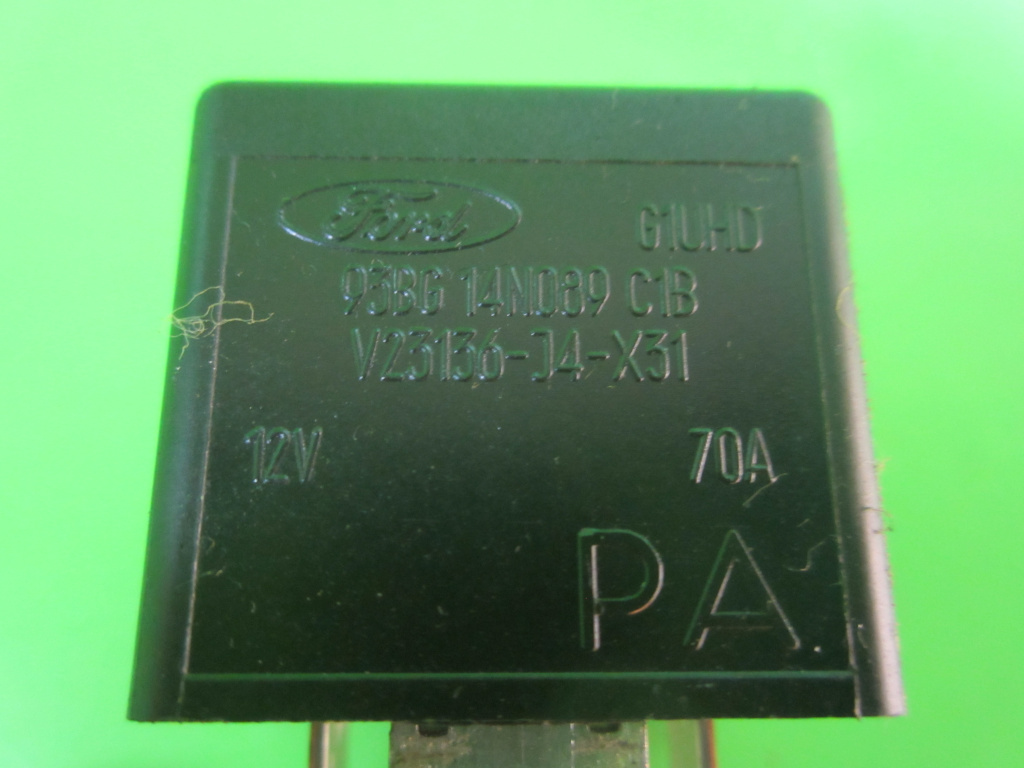 Ford G1UHD
93BG 14N089 C1B
V23136-J4-X31
12V 70A
PA